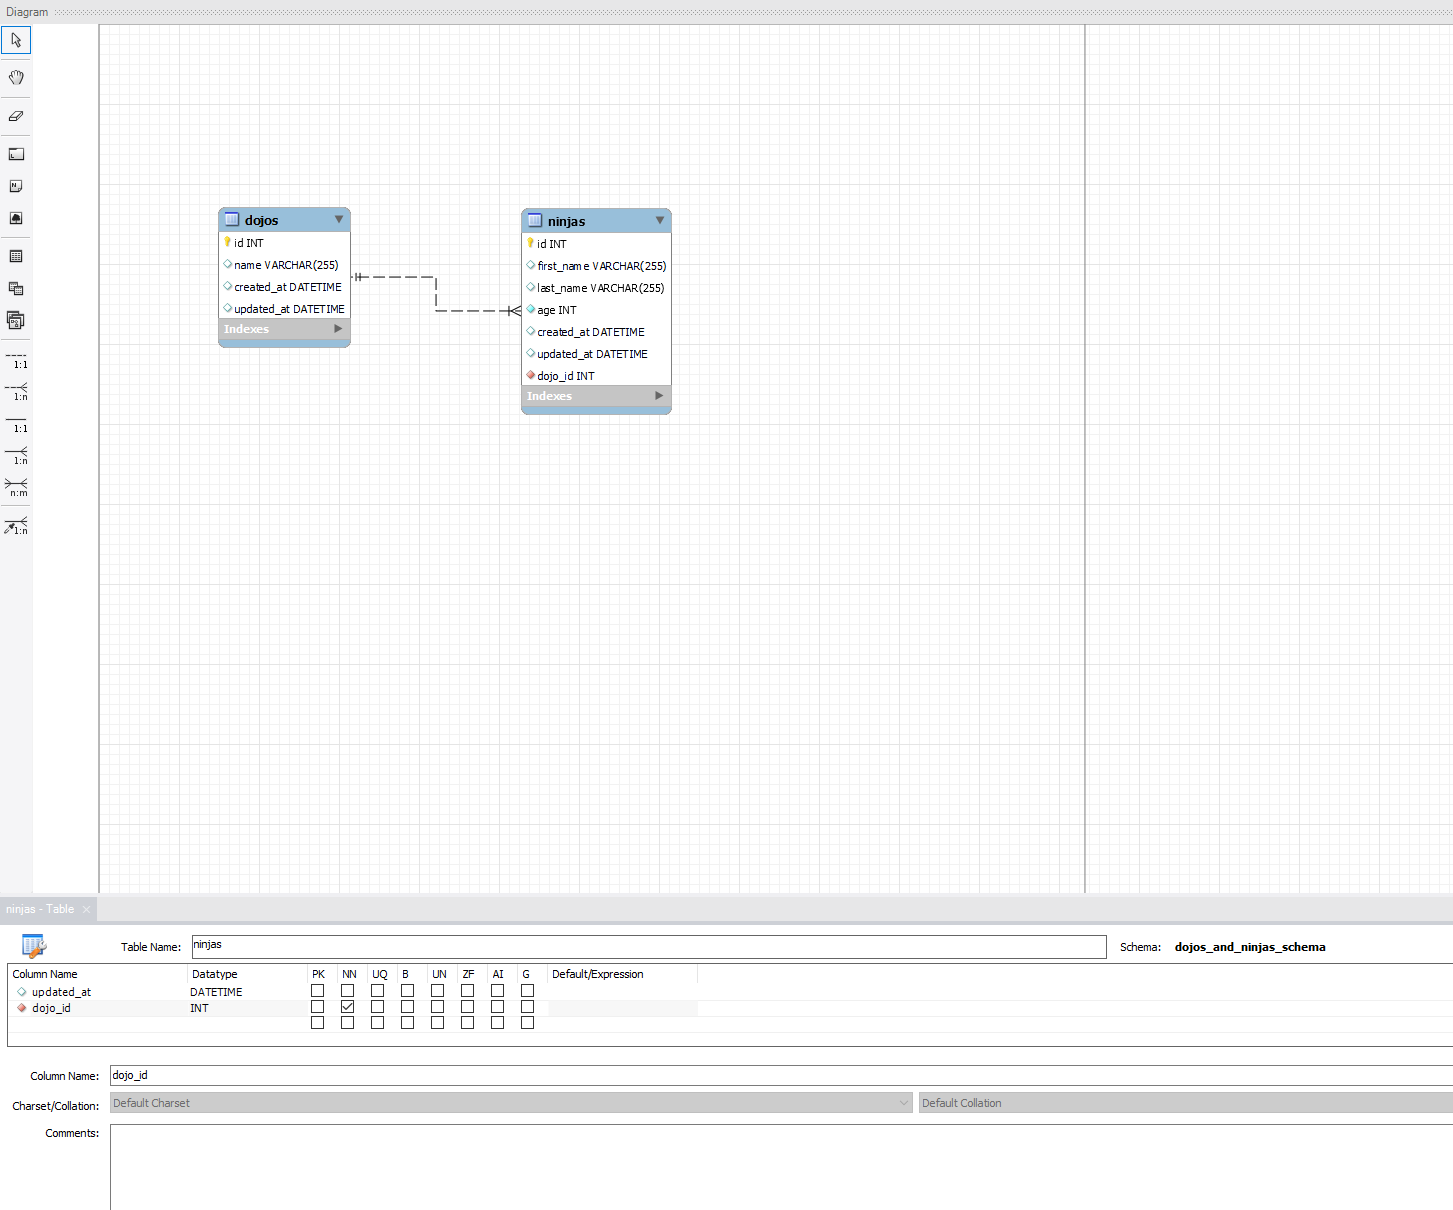 Diagram
dojos
id INT
name VARCHAR(255)
created_at DATETIME
updated_at DATETIME
Indexes
ninjas
id INT
first_name VARCHAR(255)
last_name VARCHAR(255)
age INT
created_at DATETIME
updated_at DATETIME
dojo_id INT
Indexes
1:1
1:n
1:1
1:n
n:m
1:n
ninjas - Table
Table Name: ninjas Schema: dojos_and_ninjas_schema
Column Name Datatype PK NN UQ B UN ZF AI G Default/Expression
updated_at DATETIME
dojo_id INT
Column Name: dojo_id
Charset/Collation: Default Charset Default Collation
Comments: